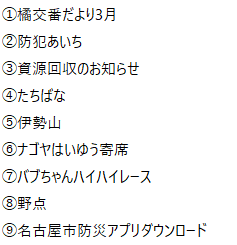 ①橘交番だより3月
②防犯あいち
③資源回収のお知らせ
④たちばな
⑤伊勢山
⑥ナゴヤはいゆう寄席
⑦バブちゃんハイハイレース
⑧野点
⑨名古屋市防災アプリダウンロード